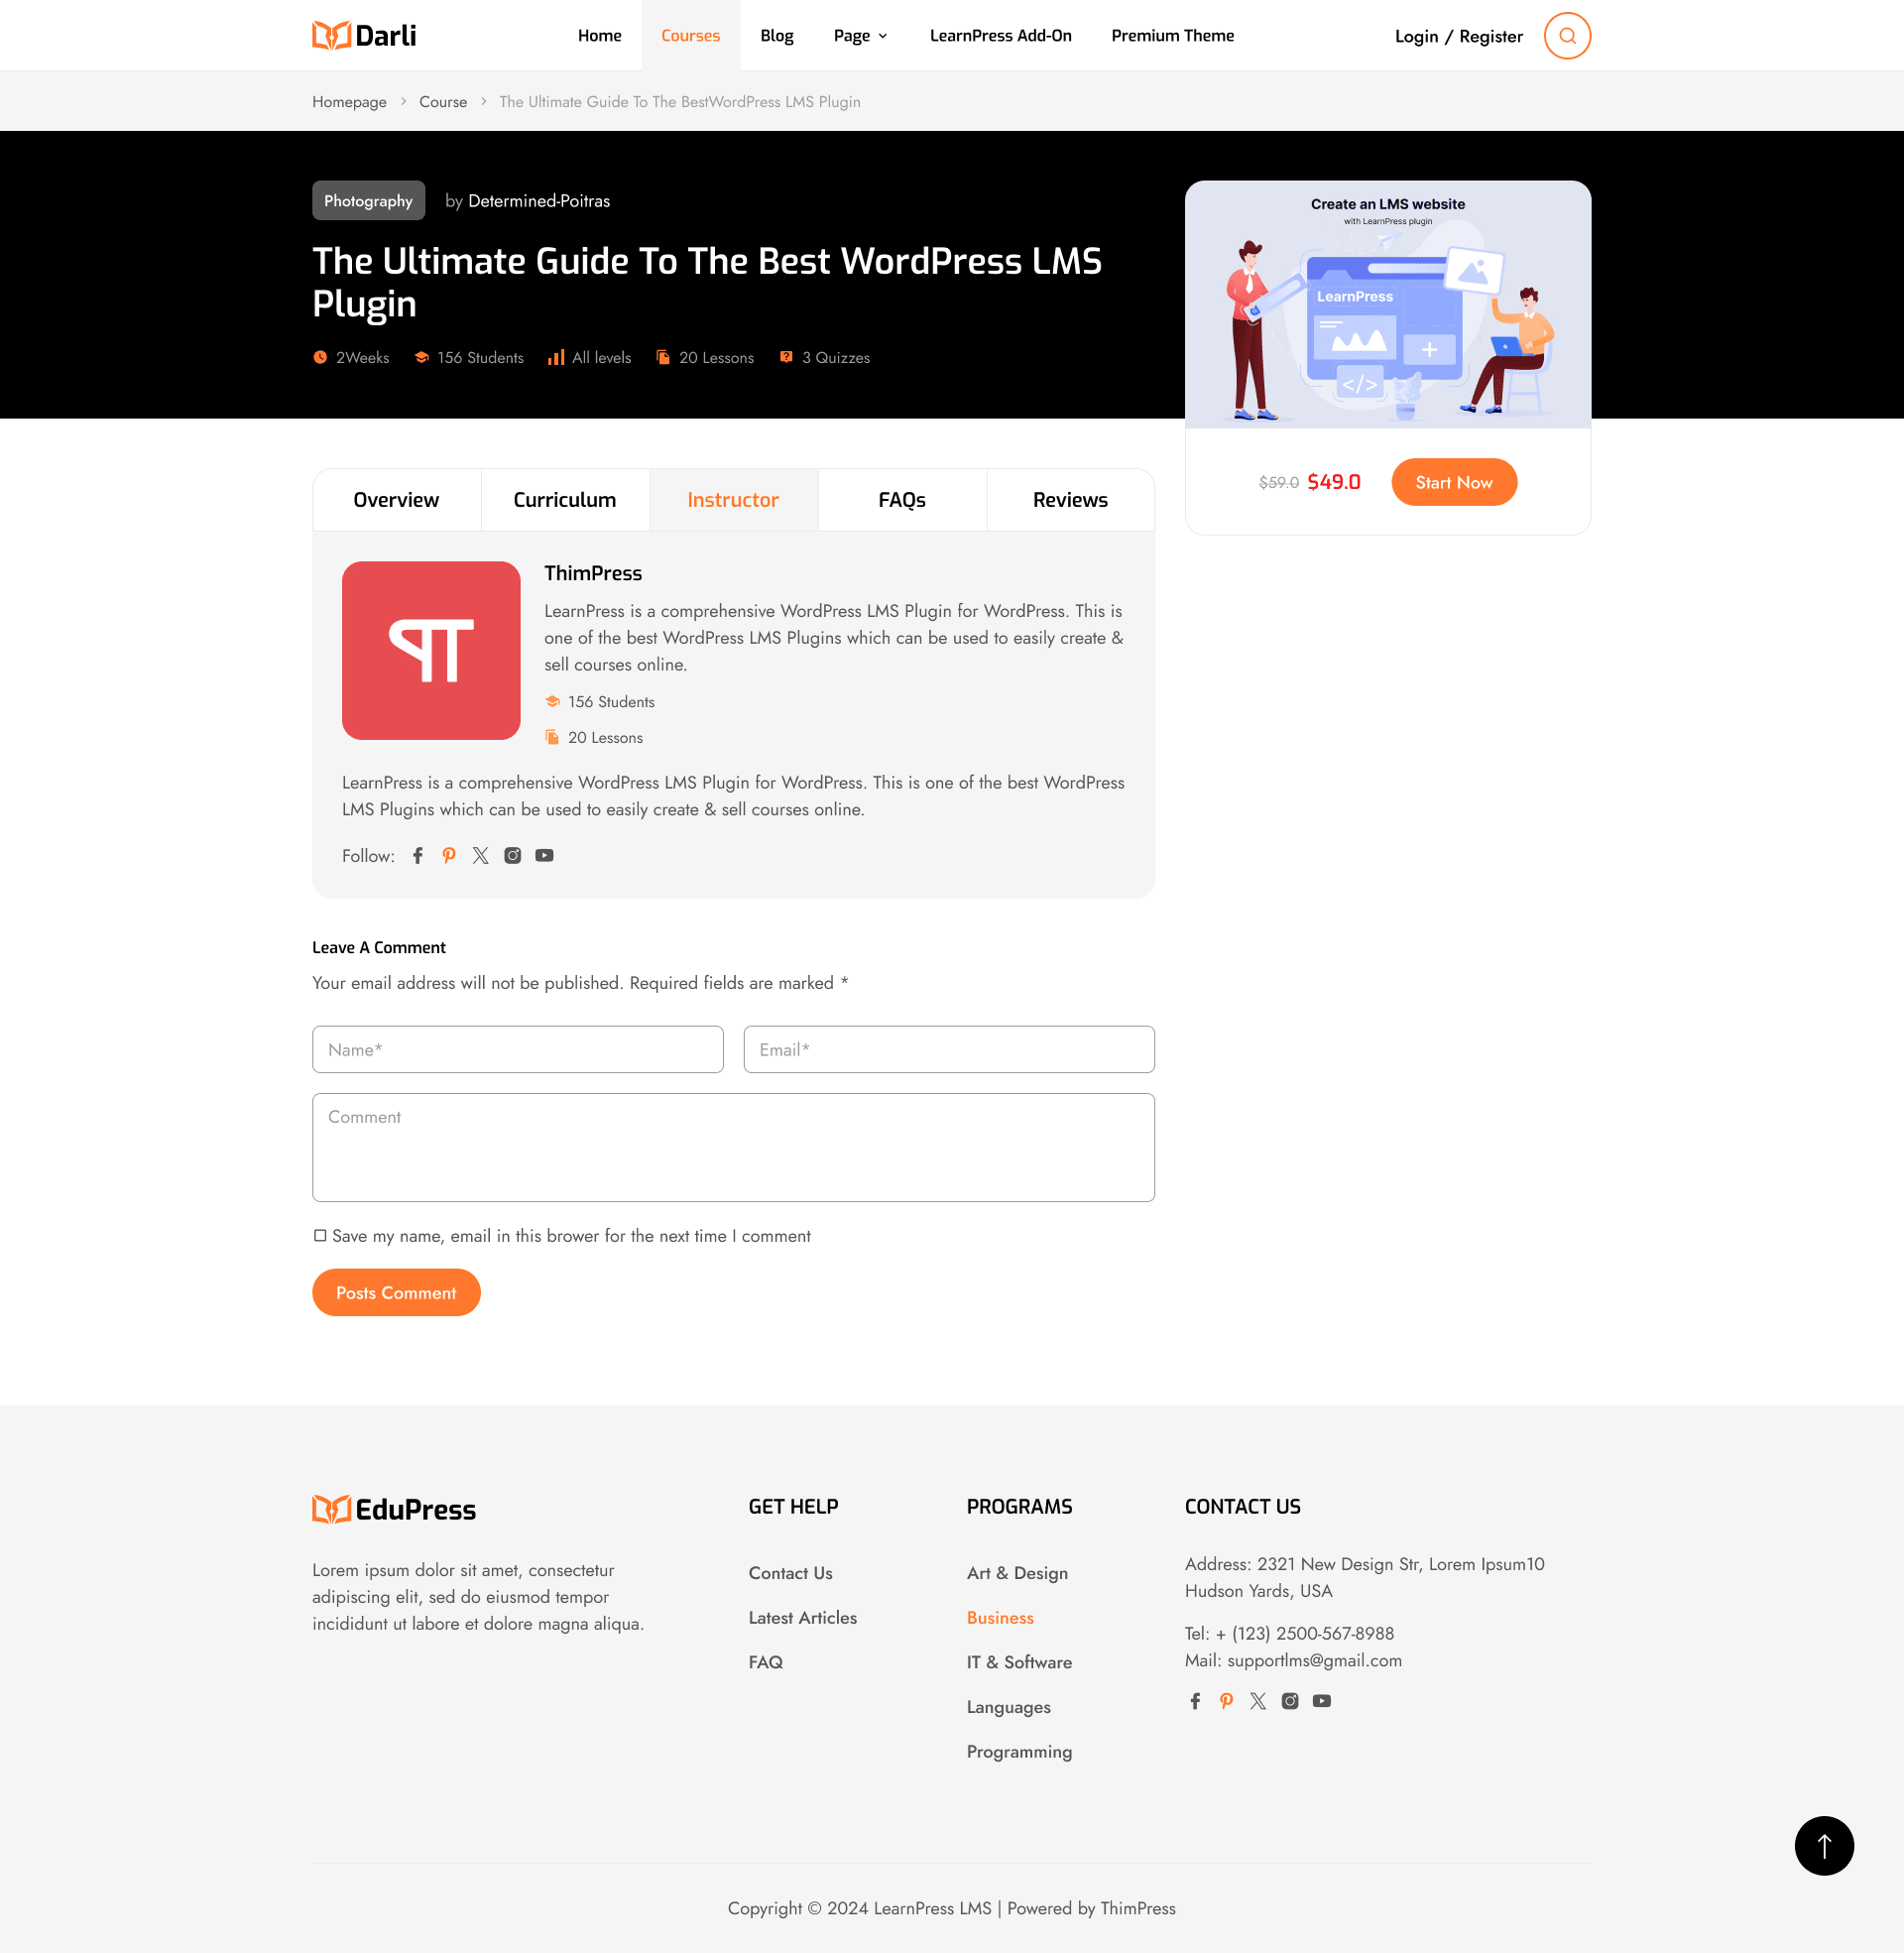 Darli
Home
Courses
Blog
Page
LearnPress Add-On
Premium Theme
Login / Register
Homepage
Course
The Ultimate Guide To The BestWordPress LMS Plugin
Photography
by Determined-Poitras
The Ultimate Guide To The Best WordPress LMS
Plugin
2Weeks
156 Students
All levels
20 Lessons
3 Quizzes
Create an LMS website
with LearnPress plugin
LearnPress
</>
$59.0 $49.0
Start Now
Overview
Curriculum
Instructor
FAQs
Reviews
ThimPress
LearnPress is a comprehensive WordPress LMS Plugin for WordPress. This is
one of the best WordPress LMS Plugins which can be used to easily create &
sell courses online.
156 Students
20 Lessons
LearnPress is a comprehensive WordPress LMS Plugin for WordPress. This is one of the best WordPress
LMS Plugins which can be used to easily create & sell courses online.
Follow:
Leave A Comment
Your email address will not be published. Required fields are marked *
Name*
Email*
Comment
Save my name, email in this brower for the next time I comment
Posts Comment
EduPress
Lorem ipsum dolor sit amet, consectetur
adipiscing elit, sed do eiusmod tempor
incididunt ut labore et dolore magna aliqua.
GET HELP
Contact Us
Latest Articles
FAQ
PROGRAMS
Art & Design
Business
IT & Software
Languages
Programming
CONTACT US
Address: 2321 New Design Str, Lorem Ipsum10
Hudson Yards, USA
Tel: + (123) 2500-567-8988
Mail: supportlms@gmail.com
Copyright © 2024 LearnPress LMS | Powered by ThimPress